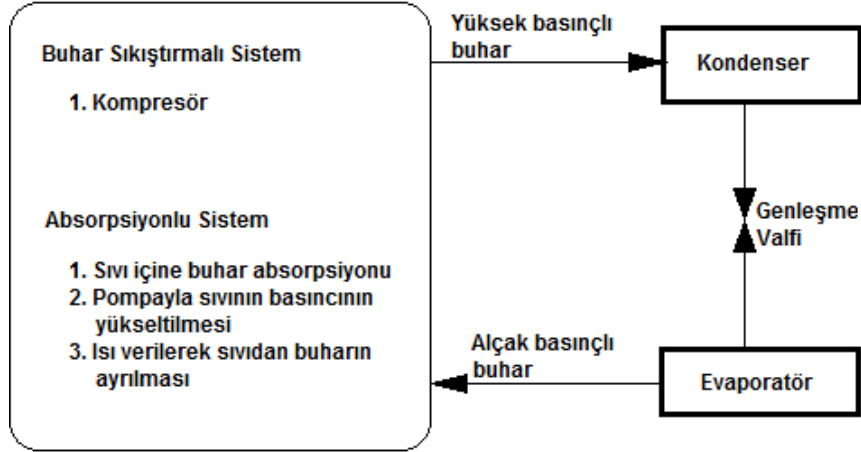 Buhar Sıkıştırmalı Sistem
1. Kompresör
Absorpsiyonlu Sistem
1. Sıvı içine buhar absorpsiyonu
2. Pompayla sıvının basıncının
yükseltilmesi
3. Isı verilerek sıvıdan buharın
ayrılması
Yüksek basınçlı
buhar
Kondenser
Genleşme
Valfi
Alçak basınçlı
buhar
Evaporatör